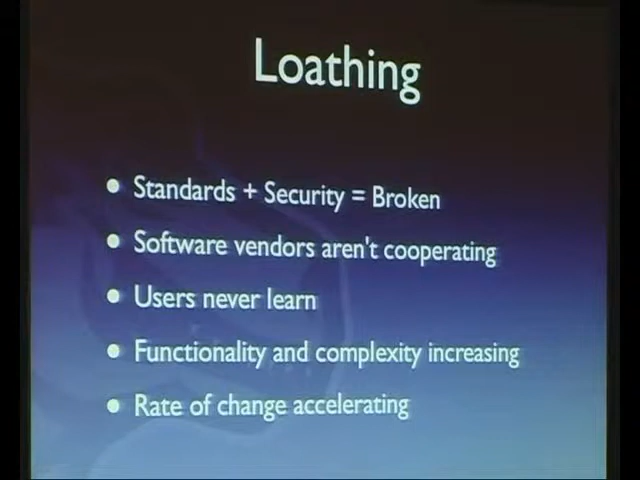 Loathing
• Standards + Security = Broken
• Software vendors aren't cooperating
• Users never learn
• Functionality and complexity increasing
• Rate of change accelerating